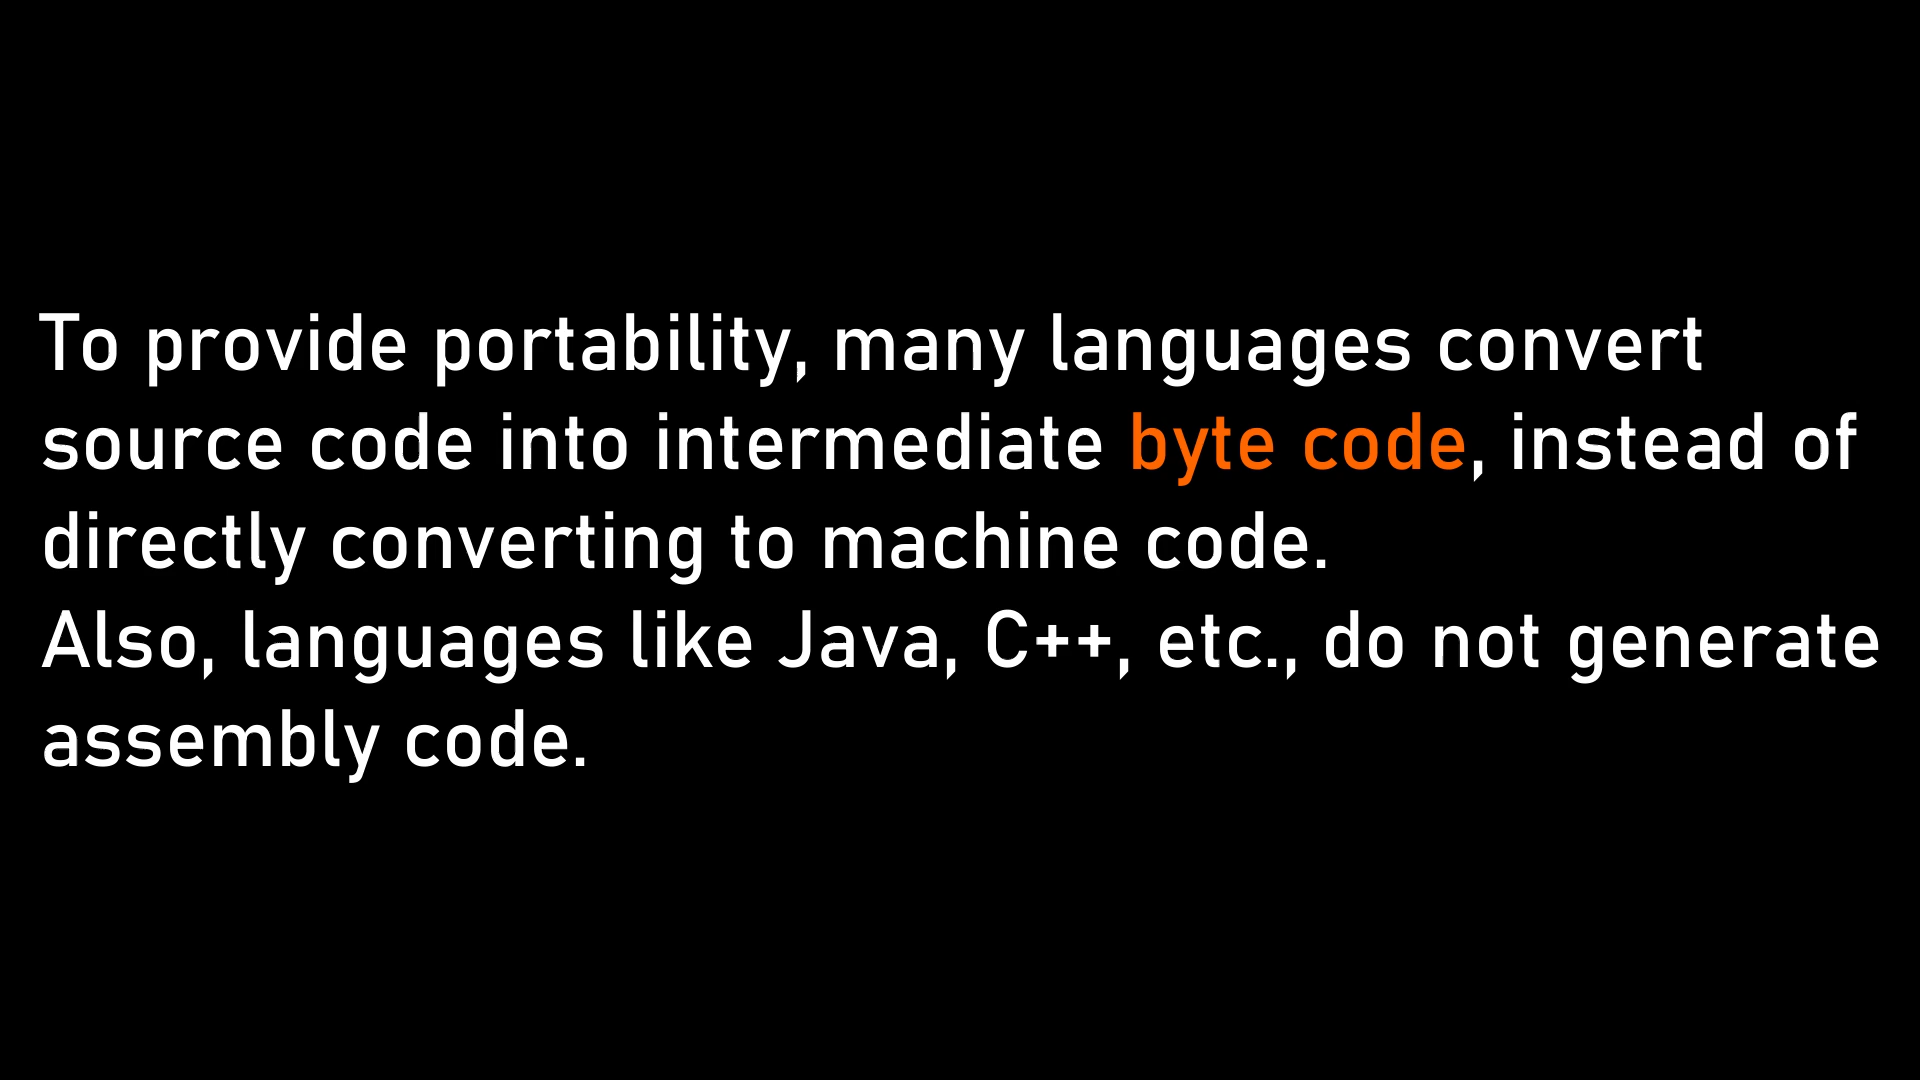 To provide portability, many languages convert
source code into intermediate byte code, instead of
directly converting to machine code.
Also, languages like Java, C++, etc., do not generate
assembly code.